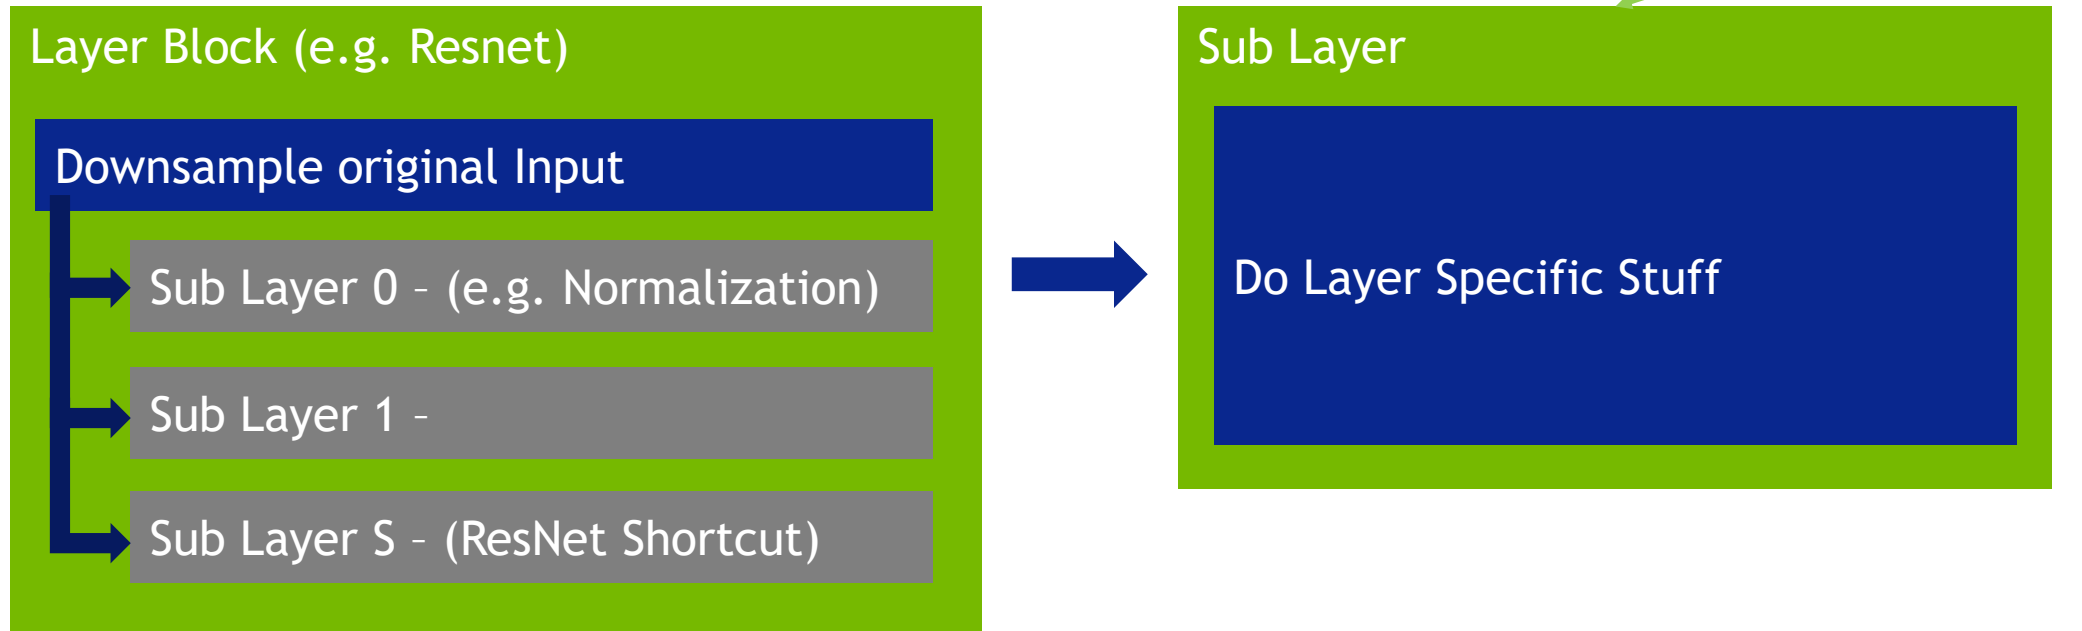 Layer Block (e.g. Resnet)
Downsample original Input
Sub Layer 0 – (e.g. Normalization)
Sub Layer 1 –
Sub Layer S – (ResNet Shortcut)
Sub Layer
Do Layer Specific Stuff